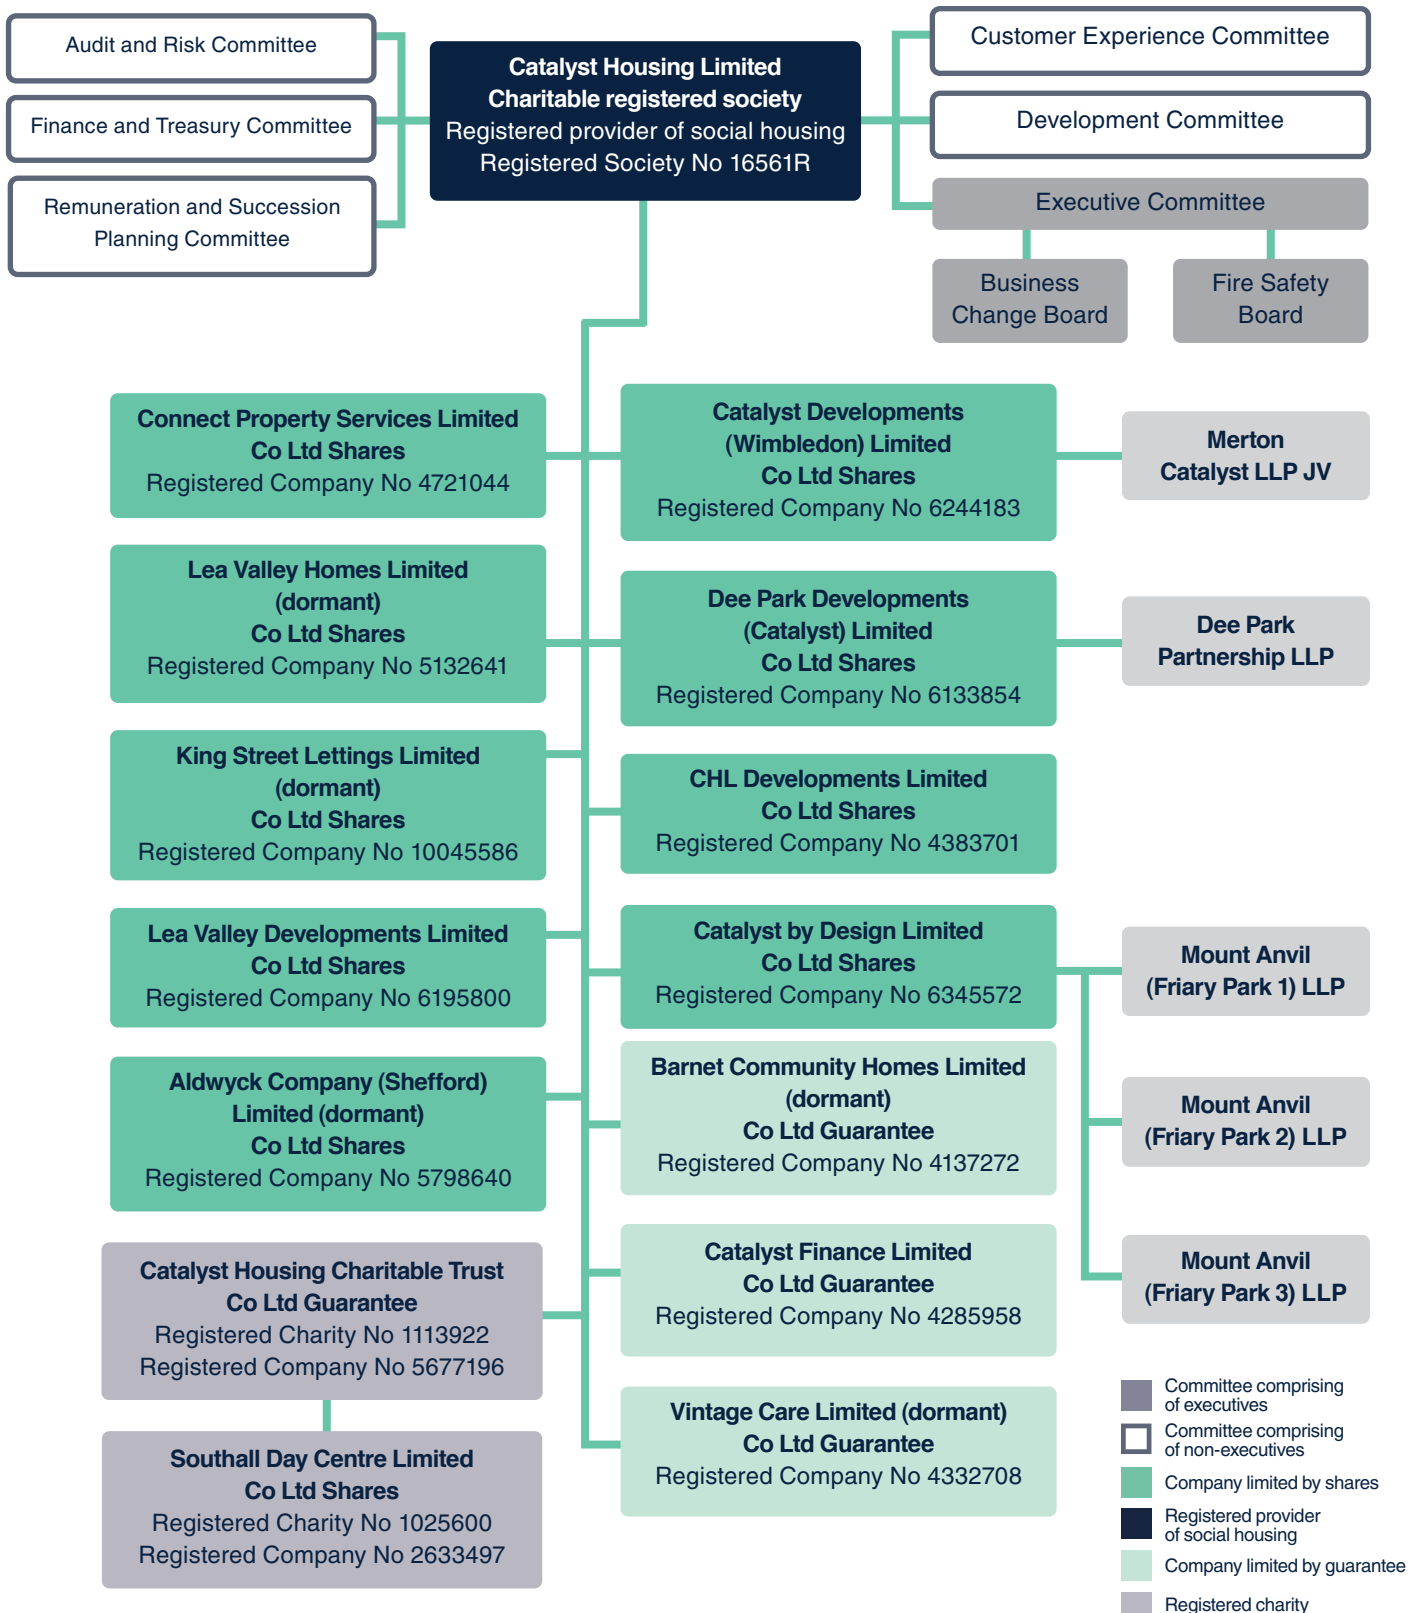 Audit and Risk Committee
Finance and Treasury Committee
Remuneration and Succession
Planning Committee
Catalyst Housing Limited
Charitable registered society
Registered provider of social housing
Registered Society No 16561R
Customer Experience Committee
Development Committee
Executive Committee
Business
Change Board
Fire Safety
Board
Connect Property Services Limited
Co Ltd Shares
Registered Company No 4721044
Catalyst Developments
(Wimbledon) Limited
Co Ltd Shares
Registered Company No 6244183
Merton
Catalyst LLP JV
Lea Valley Homes Limited
(dormant)
Co Ltd Shares
Registered Company No 5132641
Dee Park Developments
(Catalyst) Limited
Co Ltd Shares
Registered Company No 6133854
Dee Park
Partnership LLP
King Street Lettings Limited
(dormant)
Co Ltd Shares
Registered Company No 10045586
CHL Developments Limited
Co Ltd Shares
Registered Company No 4383701
Lea Valley Developments Limited
Co Ltd Shares
Registered Company No 6195800
Catalyst by Design Limited
Co Ltd Shares
Registered Company No 6345572
Mount Anvil
(Friary Park 1) LLP
Aldwyck Company (Shefford)
Limited (dormant)
Co Ltd Shares
Registered Company No 5798640
Barnet Community Homes Limited
(dormant)
Co Ltd Guarantee
Registered Company No 4137272
Mount Anvil
(Friary Park 2) LLP
Catalyst Housing Charitable Trust
Co Ltd Guarantee
Registered Charity No 1113922
Registered Company No 5677196
Catalyst Finance Limited
Co Ltd Guarantee
Registered Company No 4285958
Mount Anvil
(Friary Park 3) LLP
Southall Day Centre Limited
Co Ltd Shares
Registered Charity No 1025600
Registered Company No 2633497
Vintage Care Limited (dormant)
Co Ltd Guarantee
Registered Company No 4332708
Committee comprising
of executives
Committee comprising
of non-executives
Company limited by shares
Registered provider
of social housing
Company limited by guarantee
Registered charity